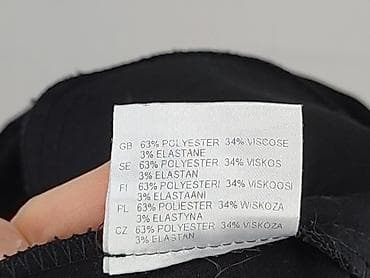 GB 63% POLYESTER 34% VISCOSE
3% ELASTANE
SE 63% POLYESTER 34% VISKOS
3% ELASTAN
FI 63% POLYESTERI 34% VISKOOSI
3% ELASTAANI
PL 63% POLIESTER 34% WISKOZA
3% ELASTYNA
CZ 63% POLYESTER 34% VISKOZA
3% ELASTAN